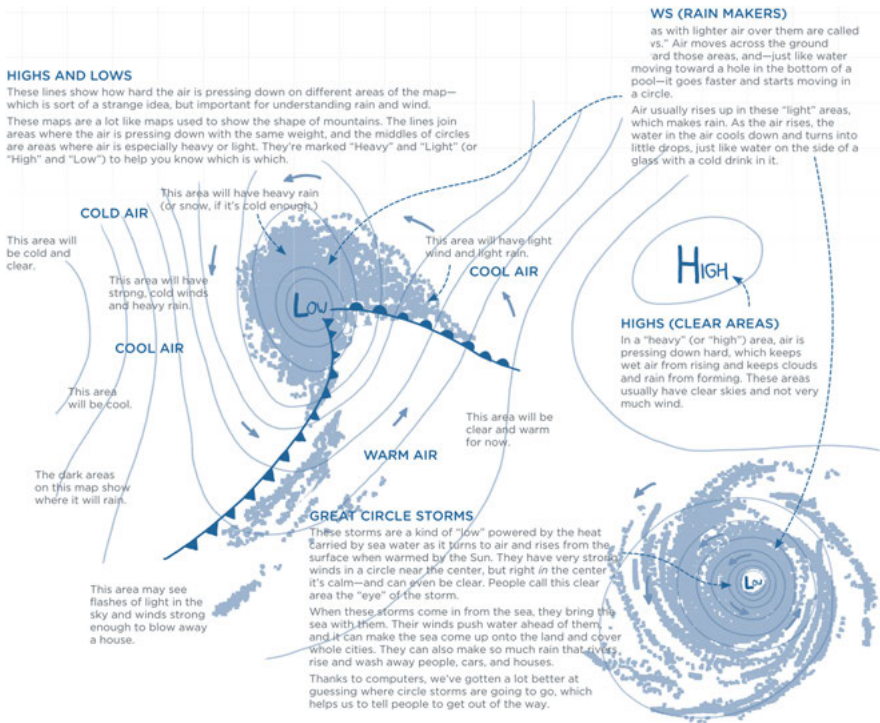 WS (RAIN MAKERS)
as with lighter air over them are called
vs.” Air moves across the ground
ard those areas, and—just like water
moving toward a hole in the bottom of a
pool—it goes faster and starts moving in
a circle.
Air usually rises up in these “light” areas,
which makes rain. As the air rises, the
water in the air cools down and turns into
little drops, just like water on the side of a
glass with a cold drink in it.
HIGHS AND LOWS
These lines show how hard the air is pressing down on different areas of the map—
which is sort of a strange idea, but important for understanding rain and wind.
These maps are a lot like maps used to show the shape of mountains. The lines join
areas where the air is pressing down with the same weight, and the middles of circles
are areas where air is especially heavy or light. They’re marked “Heavy” and “Light” (or
“High” and “Low”) to help you know which is which.
This area will have heavy rain
(or snow, if it’s cold enough.)
COLD AIR
This area will
be cold and
clear.
This area will have light
wind and light rain.
COOL AIR
This area will have
strong, cold winds
and heavy rain.
LOW
HIGH
COOL AIR
HIGHS (CLEAR AREAS)
In a “heavy” (or “high”) area, air is
pressing down hard, which keeps
wet air from rising and keeps clouds
and rain from forming. These areas
usually have clear skies and not very
much wind.
This area
will be cool.
This area will be
clear and warm
for now.
WARM AIR
The dark areas
on this map show
where it will rain.
GREAT CIRCLE STORMS
These storms are a kind of “low” powered by the heat
carried by sea water as it turns to air and rises from the
surface when warmed by the Sun. They have very strong
winds in a circle near the center, but right in the center
it’s calm—and can even be clear. People call this clear
area the “eye” of the storm.
When these storms come in from the sea, they bring the
sea with them. Their winds push water ahead of them,
and it can make the sea come up onto the land and cover
whole cities. They can also make so much rain that rivers
rise and wash away people, cars, and houses.
Thanks to computers, we’ve gotten a lot better at
guessing where circle storms are going to go, which
helps us to tell people to get out of the way.
LOW
This area may see
flashes of light in the
sky and winds strong
enough to blow away
a house.